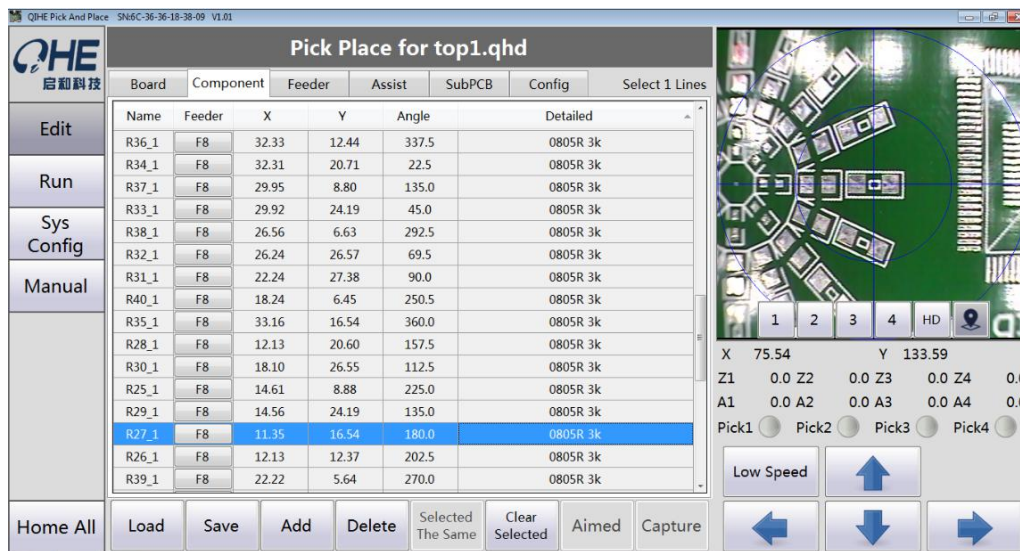 QIHE Pick And Place SN:6C-36-36-18-38-09 V1.01
QiHE
启和科技
Pick Place for top1.qhd
Board Component Feeder Assist SubPCB Config Select 1 Lines
Edit
Run
Sys Config
Manual
Home All
Name Feeder X Y Angle Detailed
R36_1 F8 32.33 12.44 337.5 0805R 3k
R34_1 F8 32.31 20.71 22.5 0805R 3k
R37_1 F8 29.95 8.80 135.0 0805R 3k
R33_1 F8 29.92 24.19 45.0 0805R 3k
R38_1 F8 26.56 6.63 292.5 0805R 3k
R32_1 F8 26.24 26.57 69.5 0805R 3k
R31_1 F8 22.24 27.38 90.0 0805R 3k
R40_1 F8 18.24 6.45 250.5 0805R 3k
R35_1 F8 33.16 16.54 360.0 0805R 3k
R28_1 F8 12.13 20.60 157.5 0805R 3k
R30_1 F8 18.10 26.55 112.5 0805R 3k
R25_1 F8 14.61 8.88 225.0 0805R 3k
R29_1 F8 14.56 24.19 135.0 0805R 3k
R27_1 F8 11.35 16.54 180.0 0805R 3k
R26_1 F8 12.13 12.37 202.5 0805R 3k
R39_1 F8 22.22 5.64 270.0 0805R 3k
Load Save Add Delete Selected The Same Clear Selected Aimed Capture
1 2 3 4 HD
X 75.54 Y 133.59
Z1 0.0 Z2 0.0 Z3 0.0 Z4 0.0
A1 0.0 A2 0.0 A3 0.0 A4 0.0
Pick1 Pick2 Pick3 Pick4
Low Speed